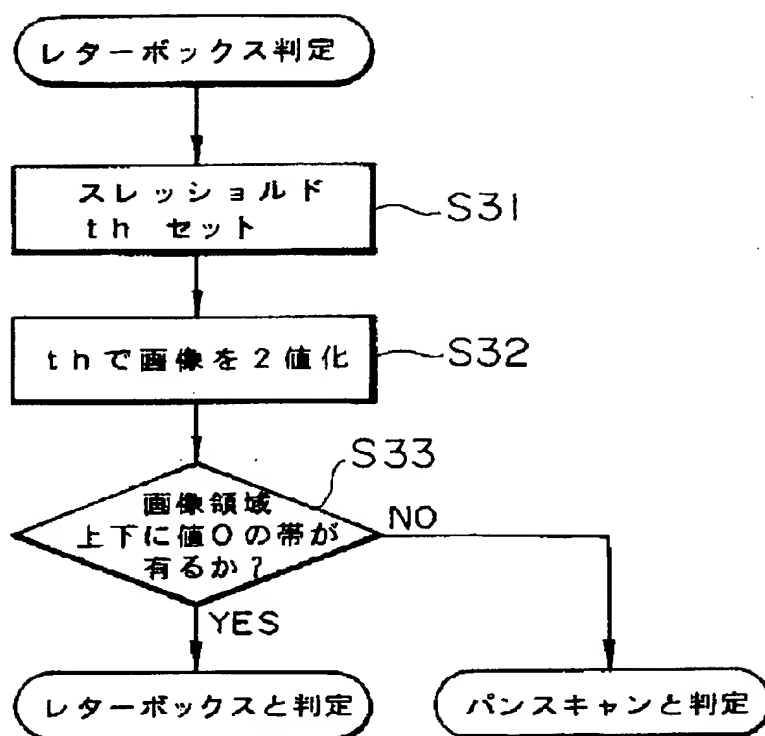 レターボックス判定
スレッショルド
th セット
S31
thで画像を2値化
S32
S33
画像領域
上下に値0の帯が
有るか?
NO
YES
レターボックスと判定
パンスキャンと判定